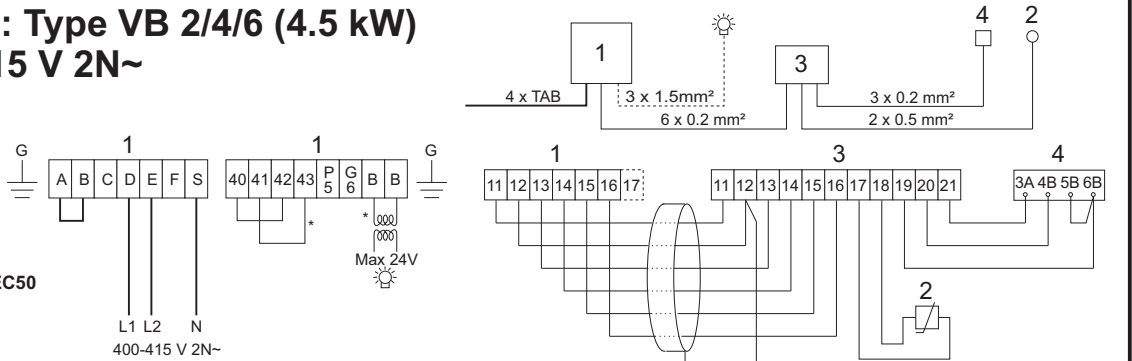 : Type VB 2/4/6 (4.5 kW)
15 V 2N~
1
3
4 2
4 x TAB
3 x 1.5mm²
6 x 0.2 mm²
3 x 0.2 mm²
2 x 0.5 mm²
G
1
A B C D E F S
1
40 41 42 43 P5 G6 B B
G
*
*
Max 24V
EC50
L1 L2 N
400-415 V 2N~
1
11 12 13 14 15 16 17
3
11 12 13 14 15 16 17 18 19 20 21
4
3A 4B 5B 6B
2